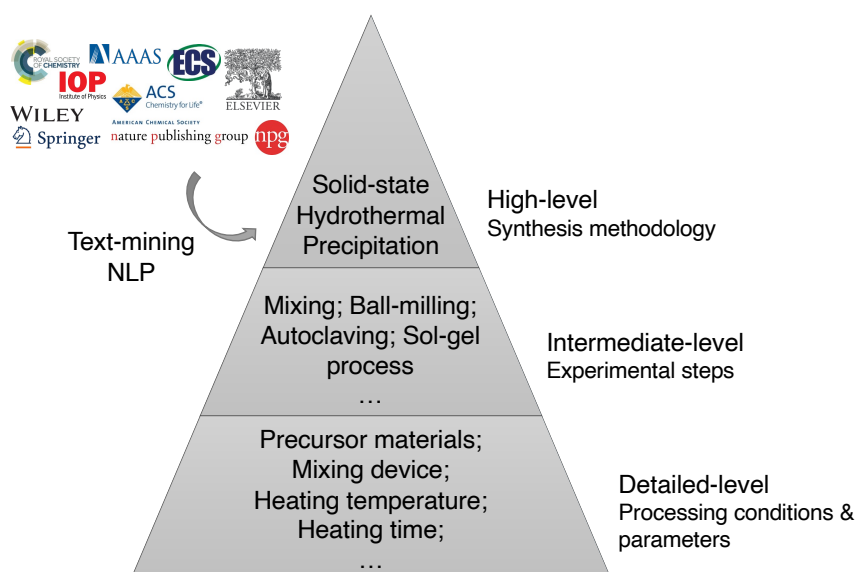 ROYAL SOCIETY
OF CHEMISTRY
AAAS
ECS
IOP
Institute of Physics
ACS
Chemistry for Life®
AMERICAN CHEMICAL SOCIETY
ELSEVIER
WILEY
Springer
nature publishing group npg
Text-mining
NLP
Solid-state
Hydrothermal
Precipitation
High-level
Synthesis methodology
Mixing; Ball-milling;
Autoclaving; Sol-gel
process
...
Intermediate-level
Experimental steps
Precursor materials;
Mixing device;
Heating temperature;
Heating time;
...
Detailed-level
Processing conditions &
parameters